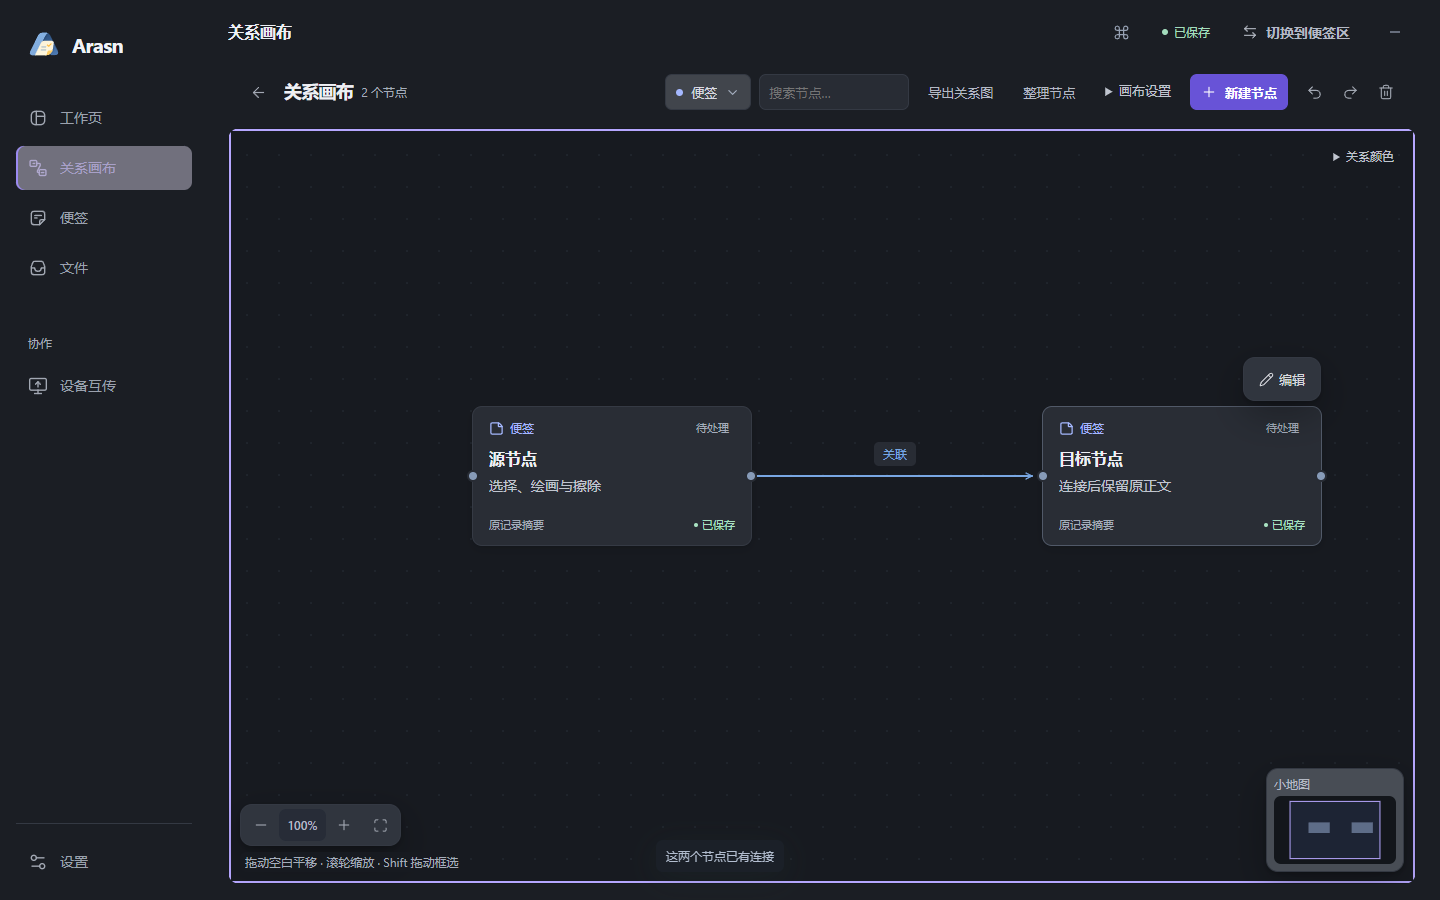 Arasn
关系画布
已保存
切换到便签区
关系画布 2 个节点
便签
搜索节点...
导出关系图
整理节点
画布设置
新建节点
工作页
关系画布
便签
文件
协作
设备互传
设置
关系颜色
编辑
便签
待处理
源节点
选择、绘画与擦除
原记录摘要
已保存
关联
便签
待处理
目标节点
连接后保留原正文
原记录摘要
已保存
100%
拖动空白平移 · 滚轮缩放 · Shift 拖动框选
这两个节点已有连接
小地图